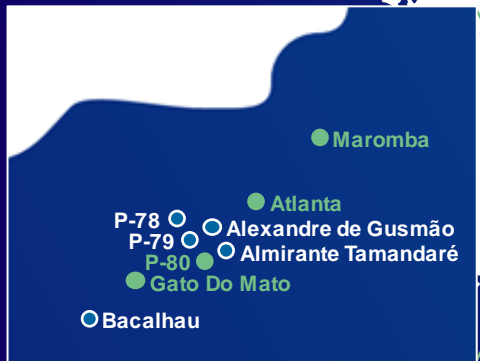 Maromba
Atlanta
P-78
Alexandre de Gusmão
P-79
Almirante Tamandaré
P-80
Gato Do Mato
Bacalhau